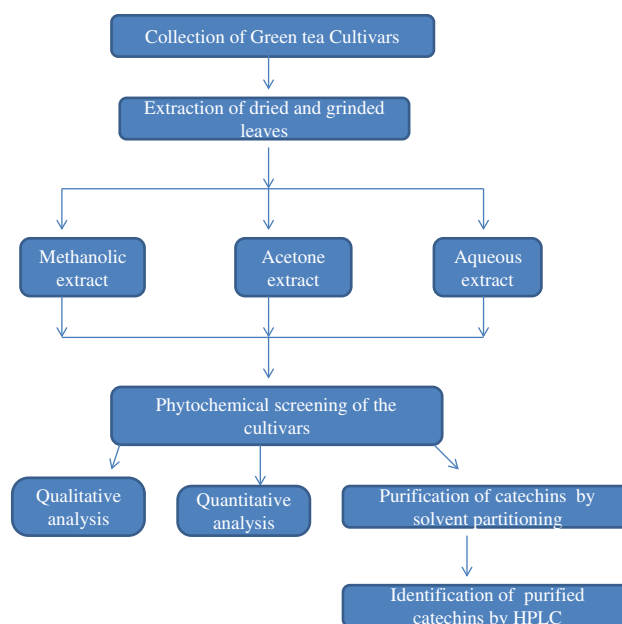 Collection of Green tea Cultivars
Extraction of dried and grinded
leaves
Methanolic
extract
Acetone
extract
Aqueous
extract
Phytochemical screening of the
cultivars
Qualitative
analysis
Quantitative
analysis
Purification of catechins by
solvent partitioning
Identification of purified
catechins by HPLC